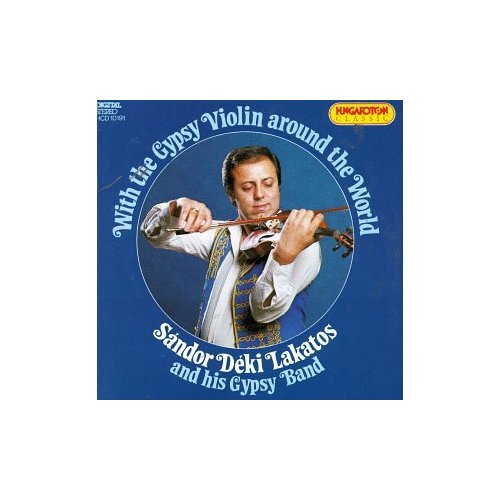 DIGITAL
STEREO
HCD 10191
HUNGAROTON
CLASSIC
With the Gypsy Violin around the World
Sándor Déki Lakatos
and his Gypsy Band